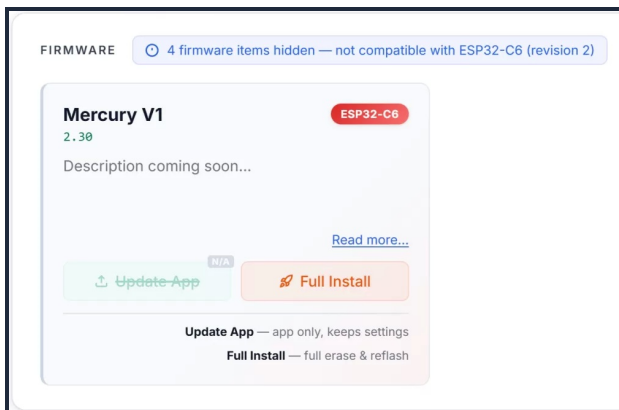 FIRMWARE
4 firmware items hidden — not compatible with ESP32-C6 (revision 2)
Mercury V1
ESP32-C6
2.30
Description coming soon...
Read more...
N/A
Update App
Full Install
Update App — app only, keeps settings
Full Install — full erase & reflash